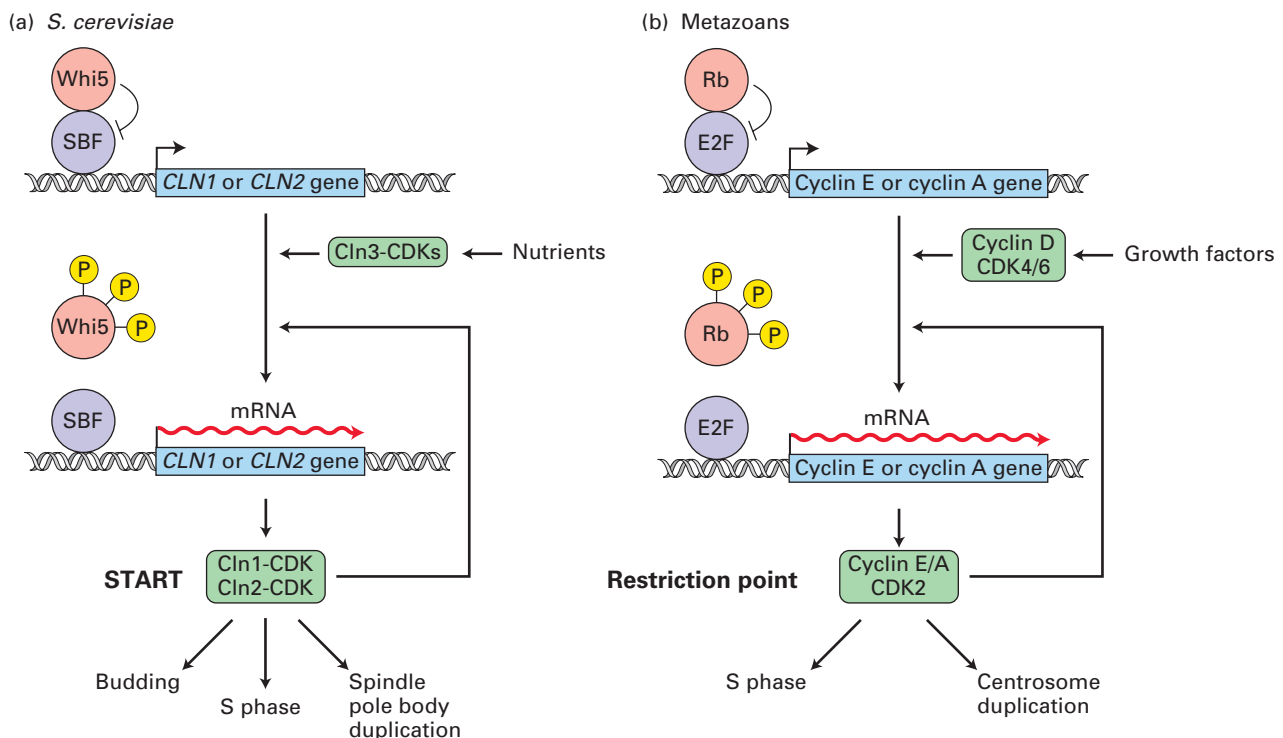 (a) S. cerevisiae
Whi5
SBF
CLN1 or CLN2 gene
Cln3-CDKs
Nutrients
P
P
P
Whi5
SBF
mRNA
CLN1 or CLN2 gene
START
Cln1-CDK
Cln2-CDK
Budding
S phase
Spindle
pole body
duplication
(b) Metazoans
Rb
E2F
Cyclin E or cyclin A gene
Cyclin D
CDK4/6
Growth factors
P
P
P
Rb
E2F
mRNA
Cyclin E or cyclin A gene
Restriction point
Cyclin E/A
CDK2
S phase
Centrosome
duplication